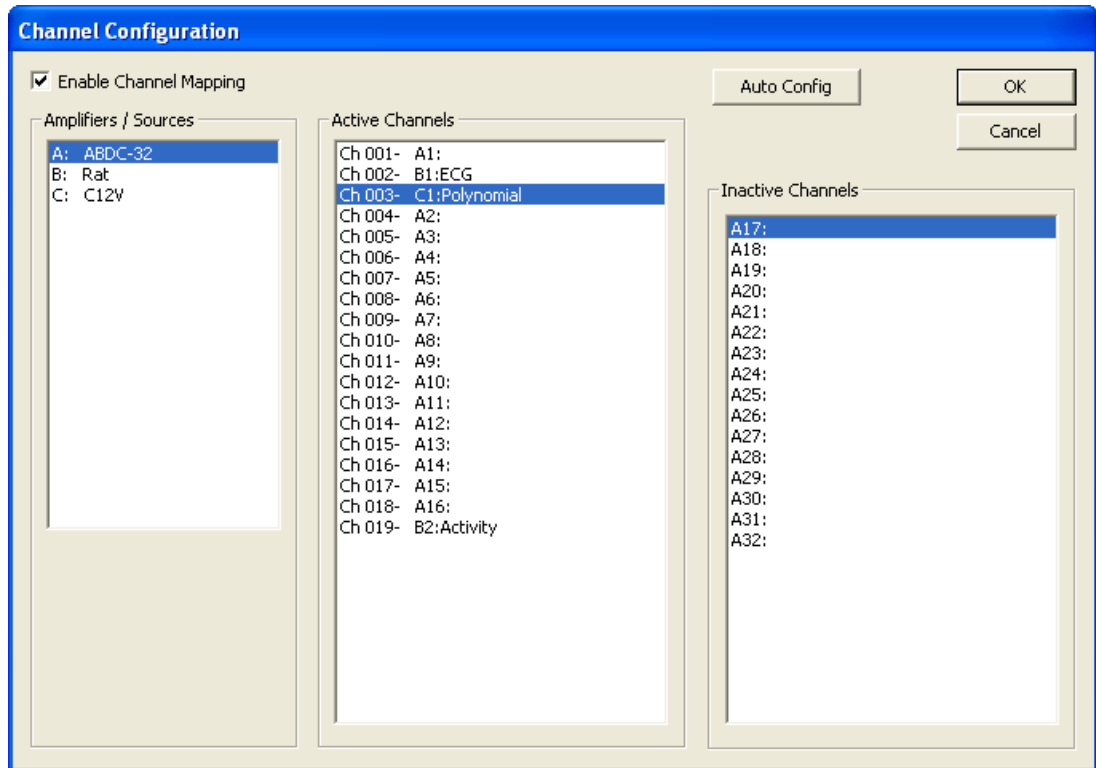 Channel Configuration
Enable Channel Mapping
Auto Config
OK
Cancel
Amplifiers / Sources
A: ABDC-32
B: Rat
C: C12V
Active Channels
Ch 001- A1:
Ch 002- B1:ECG
Ch 003- C1:Polynomial
Ch 004- A2:
Ch 005- A3:
Ch 006- A4:
Ch 007- A5:
Ch 008- A6:
Ch 009- A7:
Ch 010- A8:
Ch 011- A9:
Ch 012- A10:
Ch 013- A11:
Ch 014- A12:
Ch 015- A13:
Ch 016- A14:
Ch 017- A15:
Ch 018- A16:
Ch 019- B2:Activity
Inactive Channels
A17:
A18:
A19:
A20:
A21:
A22:
A23:
A24:
A25:
A26:
A27:
A28:
A29:
A30:
A31:
A32: